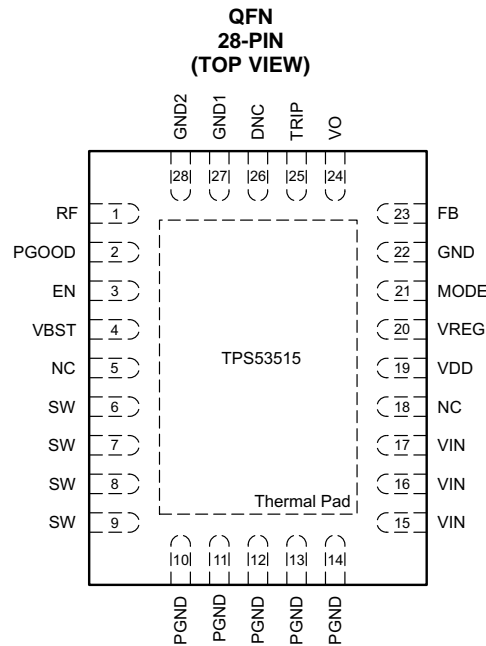 QFN
28-PIN
(TOP VIEW)
GND2
GND1
DNC
TRIP
VO
28
27
26
25
24
RF 1
PGOOD 2
EN 3
VBST 4
NC 5
SW 6
SW 7
SW 8
SW 9
23 FB
22 GND
21 MODE
20 VREG
19 VDD
18 NC
17 VIN
16 VIN
15 VIN
TPS53515
Thermal Pad
10
11
12
13
14
PGND
PGND
PGND
PGND
PGND